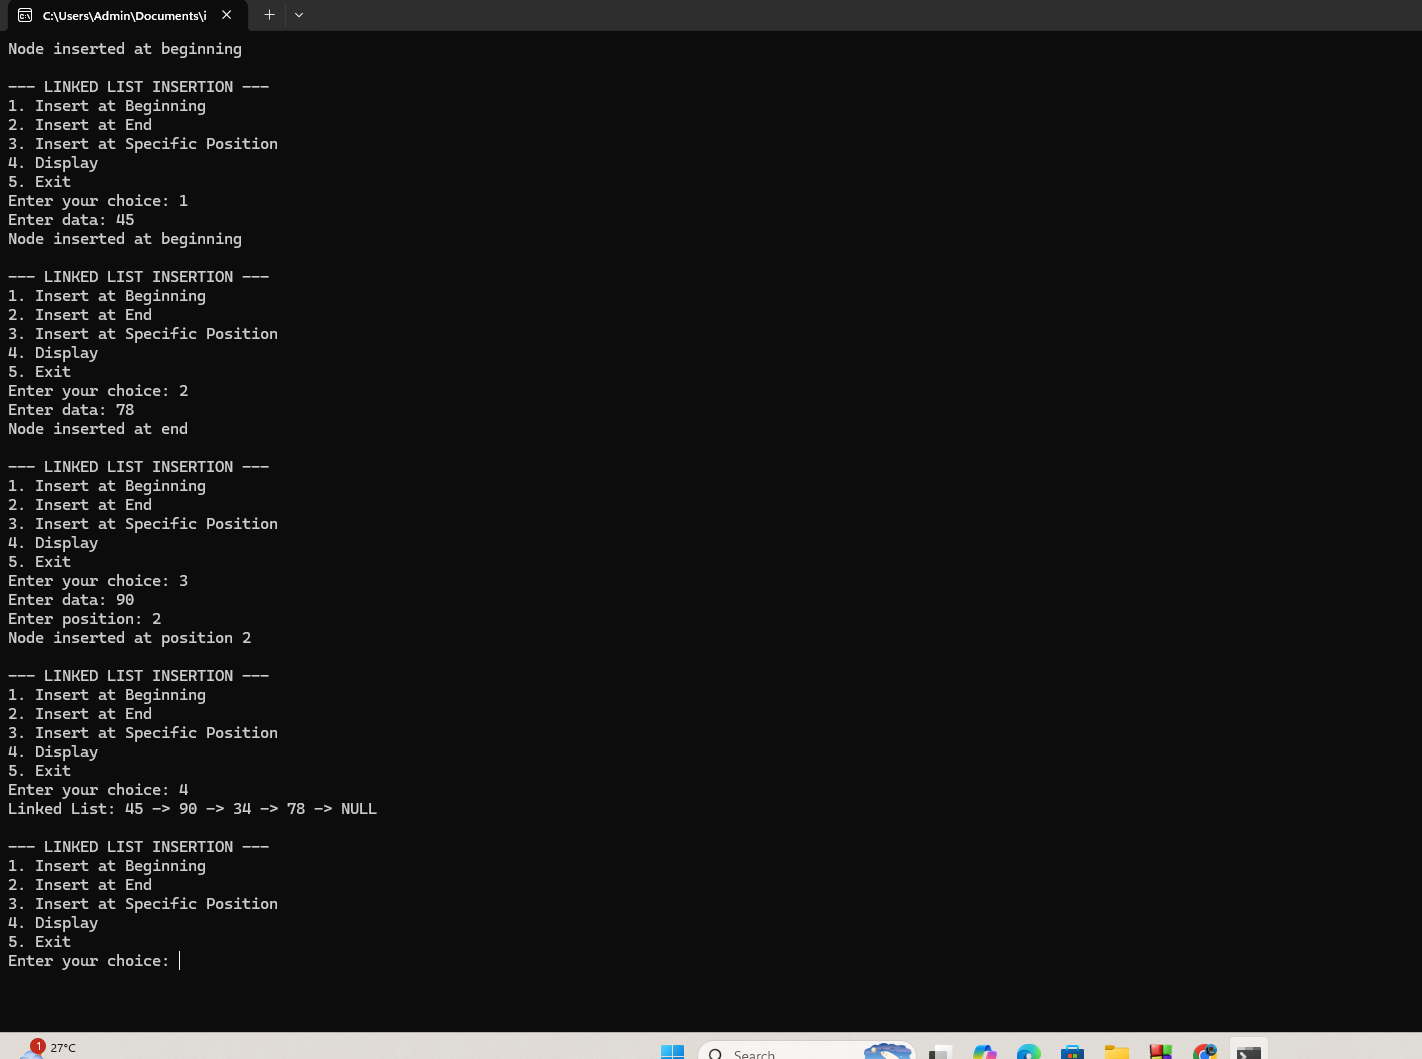 C:\Users\Admin\Documents\i
Node inserted at beginning
--- LINKED LIST INSERTION ---
1. Insert at Beginning
2. Insert at End
3. Insert at Specific Position
4. Display
5. Exit
Enter your choice: 1
Enter data: 45
Node inserted at beginning
--- LINKED LIST INSERTION ---
1. Insert at Beginning
2. Insert at End
3. Insert at Specific Position
4. Display
5. Exit
Enter your choice: 2
Enter data: 78
Node inserted at end
--- LINKED LIST INSERTION ---
1. Insert at Beginning
2. Insert at End
3. Insert at Specific Position
4. Display
5. Exit
Enter your choice: 3
Enter data: 90
Enter position: 2
Node inserted at position 2
--- LINKED LIST INSERTION ---
1. Insert at Beginning
2. Insert at End
3. Insert at Specific Position
4. Display
5. Exit
Enter your choice: 4
Linked List: 45 -> 90 -> 34 -> 78 -> NULL
--- LINKED LIST INSERTION ---
1. Insert at Beginning
2. Insert at End
3. Insert at Specific Position
4. Display
5. Exit
Enter your choice:
1 27°C
Search